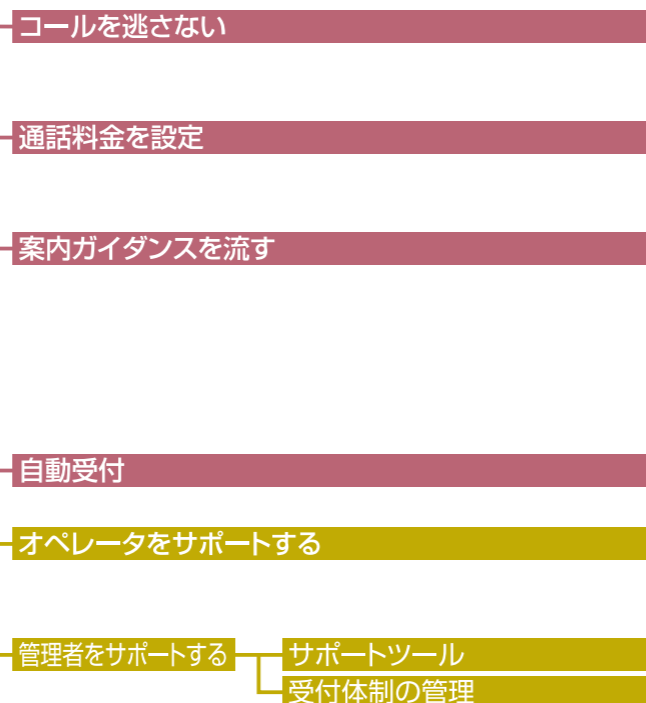 コールを逃さない
通話料金を設定
案内ガイダンスを流す
自動受付
オペレータをサポートする
管理者をサポートする サポートツール
受付体制の管理